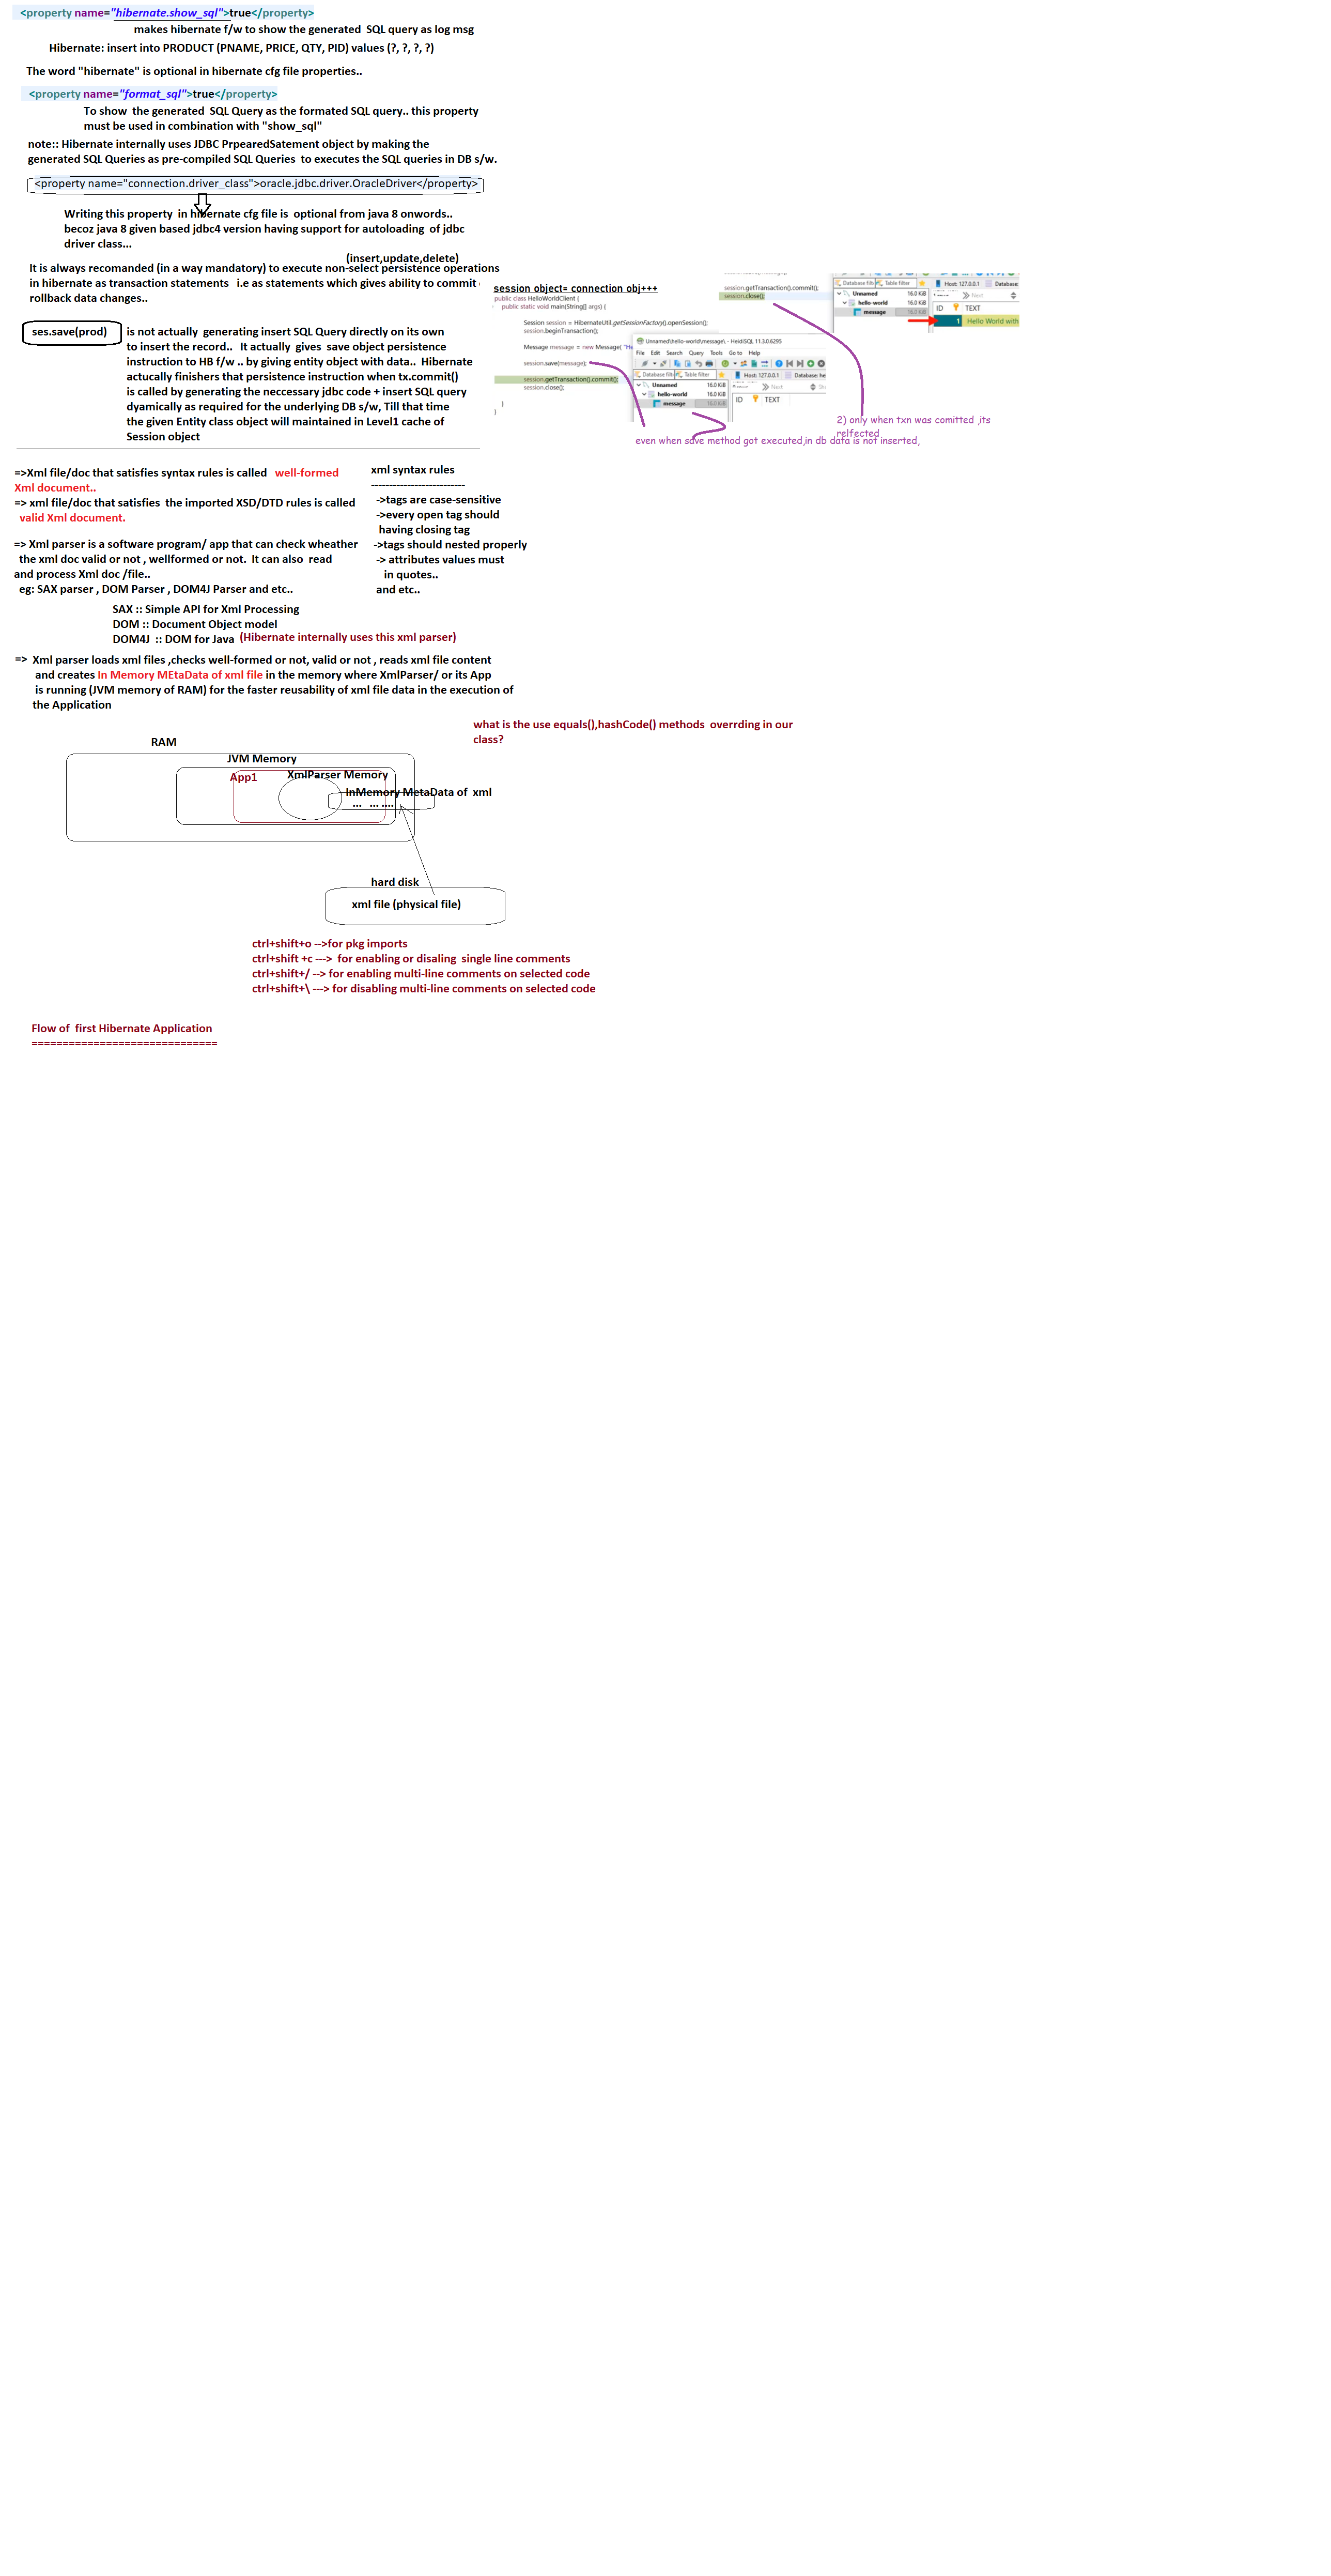 <property name="hibernate.show_sql">true</property>
makes hibernate f/w to show the generated  SQL query as log msg
Hibernate: insert into PRODUCT (PNAME, PRICE, QTY, PID) values (?, ?, ?, ?)
The word "hibernate" is optional in hibernate cfg file properties..
<property name="format_sql">true</property>
To show  the generated  SQL Query as the formated SQL query.. this property
must be used in combination with "show_sql"
note:: Hibernate internally uses JDBC PrpearedSatement object by making the
generated SQL Queries as pre-compiled SQL Queries  to executes the SQL queries in DB s/w.
<property name="connection.driver_class">oracle.jdbc.driver.OracleDriver</property>
Writing this property  in hibernate cfg file is  optional from java 8 onwords..
becoz java 8 given based jdbc4 version having support for autoloading  of jdbc
driver class...
(insert,update,delete)
It is always recomanded (in a way mandatory) to execute non-select persistence operations
in hibernate as transaction statements   i.e as statements which gives ability to commit
rollback data changes..
ses.save(prod)
is not actually  generating insert SQL Query directly on its own
to insert the record..   It actually  gives  save object persistence
instruction to HB f/w .. by giving entity object with data..  Hibernate
actucally finishers that persistence instruction when tx.commit()
is called by generating the neccessary jdbc code + insert SQL query
dyamically as required for the underlying DB s/w, Till that time
the given Entity class object will maintained in Level1 cache of
Session object
session object= connection obj+++
public class HelloWorldClient {
public static void main(String[] args) {
Session session = HibernateUtil.getSessionFactory().openSession();
session.beginTransaction();
Message message = new Message( "He
session.save(message);
session.getTransaction().commit();
session.close();
}
}
Unnamed\hello-world\message\ - HeidiSQL 11.3.0.6295
File Edit Search Query Tools Go to Help
Database filt Table filter
Host: 127.0.0.1 Database: hel
Unnamed 16.0 KiB
hello-world 16.0 KiB
message 16.0 KiB
Next
ID TEXT
session.getTransaction().commit();
session.close();
Database filt Table filter
Host: 127.0.0.1 Database:
Unnamed 16.0 KiB
hello-world 16.0 KiB
message 16.0 KiB
Next
ID TEXT
1 Hello World with
2) only when txn was comitted ,its
relfected
even when save method got executed,in db data is not inserted,
=>Xml file/doc that satisfies syntax rules is called   well-formed
Xml document..
=> xml file/doc that satisfies  the imported XSD/DTD rules is called
valid Xml document.
=> Xml parser is a software program/ app that can check wheather
the xml doc valid or not , wellformed or not.  It can also  read
and process Xml doc /file..
eg: SAX parser , DOM Parser , DOM4J Parser and etc..
xml syntax rules
-------------------------
->tags are case-sensitive
->every open tag should
having closing tag
->tags should nested properly
-> attributes values must
in quotes..
and etc..
SAX :: Simple API for Xml Processing
DOM :: Document Object model
DOM4J  :: DOM for Java  (Hibernate internally uses this xml parser)
=>  Xml parser loads xml files ,checks well-formed or not, valid or not , reads xml file content
and creates In Memory MEtaData of xml file in the memory where XmlParser/ or its App
is running (JVM memory of RAM) for the faster reusability of xml file data in the execution of
the Application
what is the use equals(),hashCode() methods  overrding in our
class?
RAM
JVM Memory
App1
XmlParser Memory
InMemory MetaData of  xml
...   ... ....
hard disk
xml file (physical file)
ctrl+shift+o -->for pkg imports
ctrl+shift +c --->  for enabling or disaling  single line comments
ctrl+shift+/ --> for enabling multi-line comments on selected code
ctrl+shift+\ ---> for disabling multi-line comments on selected code
Flow of  first Hibernate Application
==============================